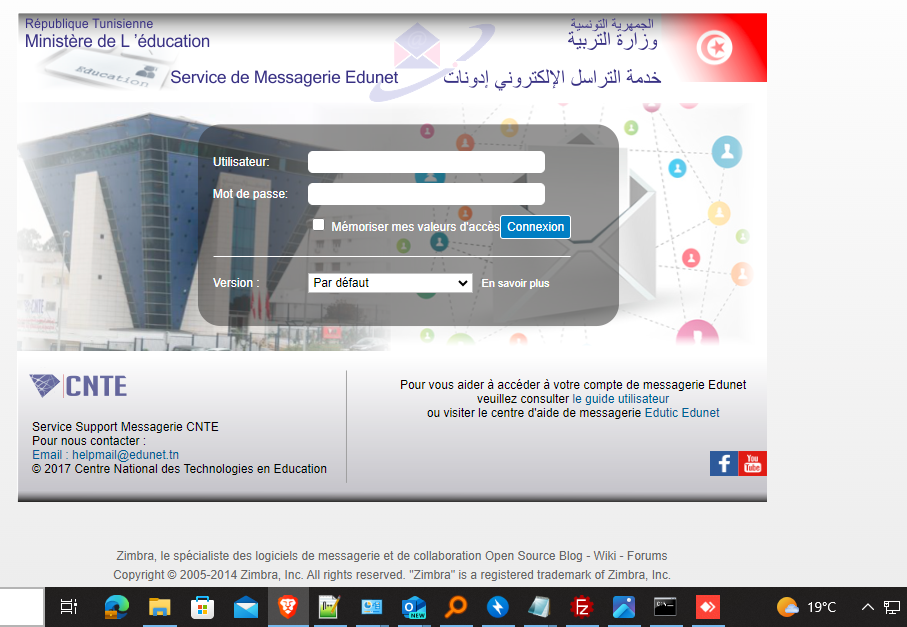 République Tunisienne
الجمهرية التونسية
Ministère de L 'éducation
وزارة التربية
Education
Service de Messagerie Edunet
خدمة التراسل الإلكتروني إدونات
Utilisateur:
Mot de passe:
Mémoriser mes valeurs d'accès
Connexion
Version :
Par défaut
En savoir plus
CNTE
CNTE
Pour vous aider à accéder à votre compte de messagerie Edunet
veuillez consulter le guide utilisateur
ou visiter le centre d'aide de messagerie Edutic Edunet
Service Support Messagerie CNTE
Pour nous contacter :
Email : helpmail@edunet.tn
© 2017 Centre National des Technologies en Education
f
You Tube
Zimbra, le spécialiste des logiciels de messagerie et de collaboration Open Source Blog - Wiki - Forums
Copyright © 2005-2014 Zimbra, Inc. All rights reserved. "Zimbra" is a registered trademark of Zimbra, Inc.
NEW
FZ
19°C